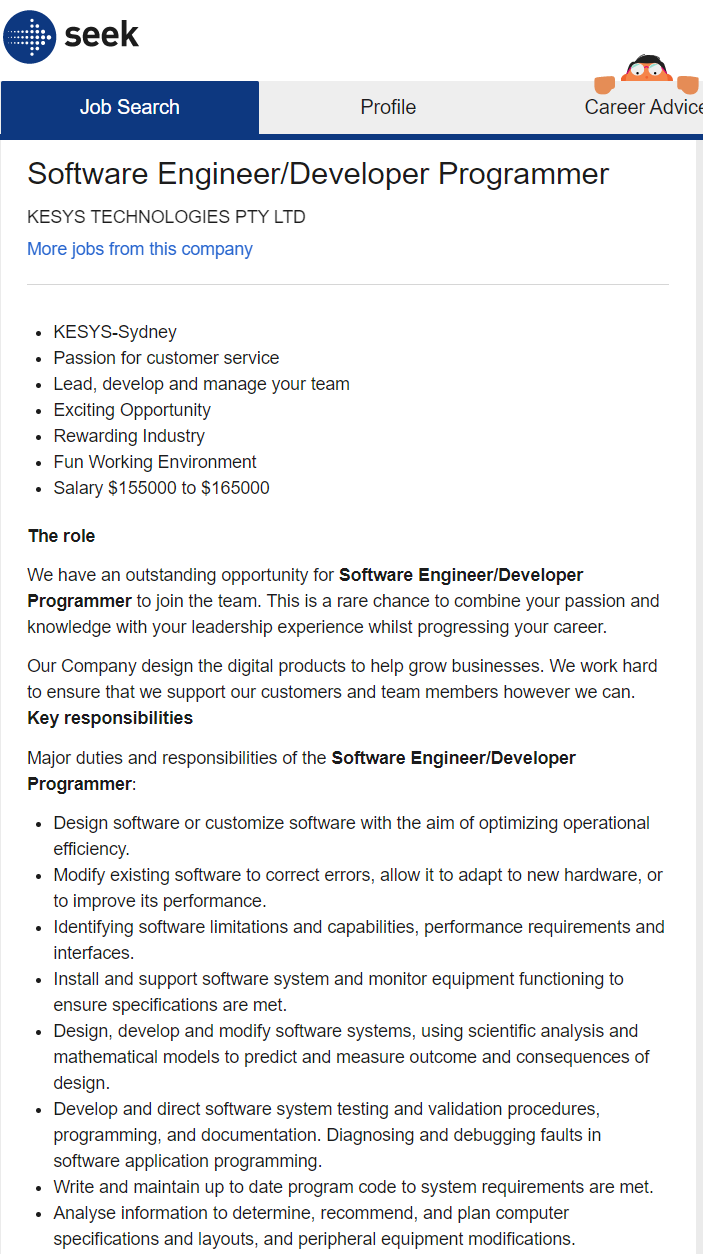 seek
Job Search
Profile
Career Advice
Software Engineer/Developer Programmer
KESYS TECHNOLOGIES PTY LTD
More jobs from this company
KESYS-Sydney
Passion for customer service
Lead, develop and manage your team
Exciting Opportunity
Rewarding Industry
Fun Working Environment
Salary $155000 to $165000
The role
We have an outstanding opportunity for Software Engineer/Developer
Programmer to join the team. This is a rare chance to combine your passion and
knowledge with your leadership experience whilst progressing your career.
Our Company design the digital products to help grow businesses. We work hard
to ensure that we support our customers and team members however we can.
Key responsibilities
Major duties and responsibilities of the Software Engineer/Developer
Programmer:
Design software or customize software with the aim of optimizing operational
efficiency.
Modify existing software to correct errors, allow it to adapt to new hardware, or
to improve its performance.
Identifying software limitations and capabilities, performance requirements and
interfaces.
Install and support software system and monitor equipment functioning to
ensure specifications are met.
Design, develop and modify software systems, using scientific analysis and
mathematical models to predict and measure outcome and consequences of
design.
Develop and direct software system testing and validation procedures,
programming, and documentation. Diagnosing and debugging faults in
software application programming.
Write and maintain up to date program code to system requirements are met.
Analyse information to determine, recommend, and plan computer
specifications and layouts, and peripheral equipment modifications.